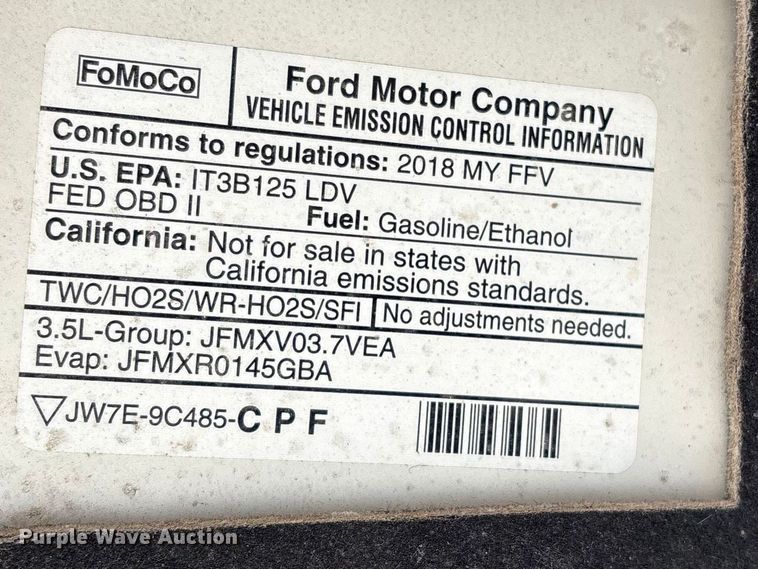 FoMoCo
Ford Motor Company
VEHICLE EMISSION CONTROL INFORMATION
Conforms to regulations: 2018 MY FFV
U.S. EPA: IT3B125 LDV
FED OBD II Fuel: Gasoline/Ethanol
California: Not for sale in states with
California emissions standards.
TWC/HO2S/WR-HO2S/SFI No adjustments needed.
3.5L-Group: JFMXV03.7VEA
Evap: JFMXR0145GBA
JW7E-9C485-C P F
Purple Wave Auction